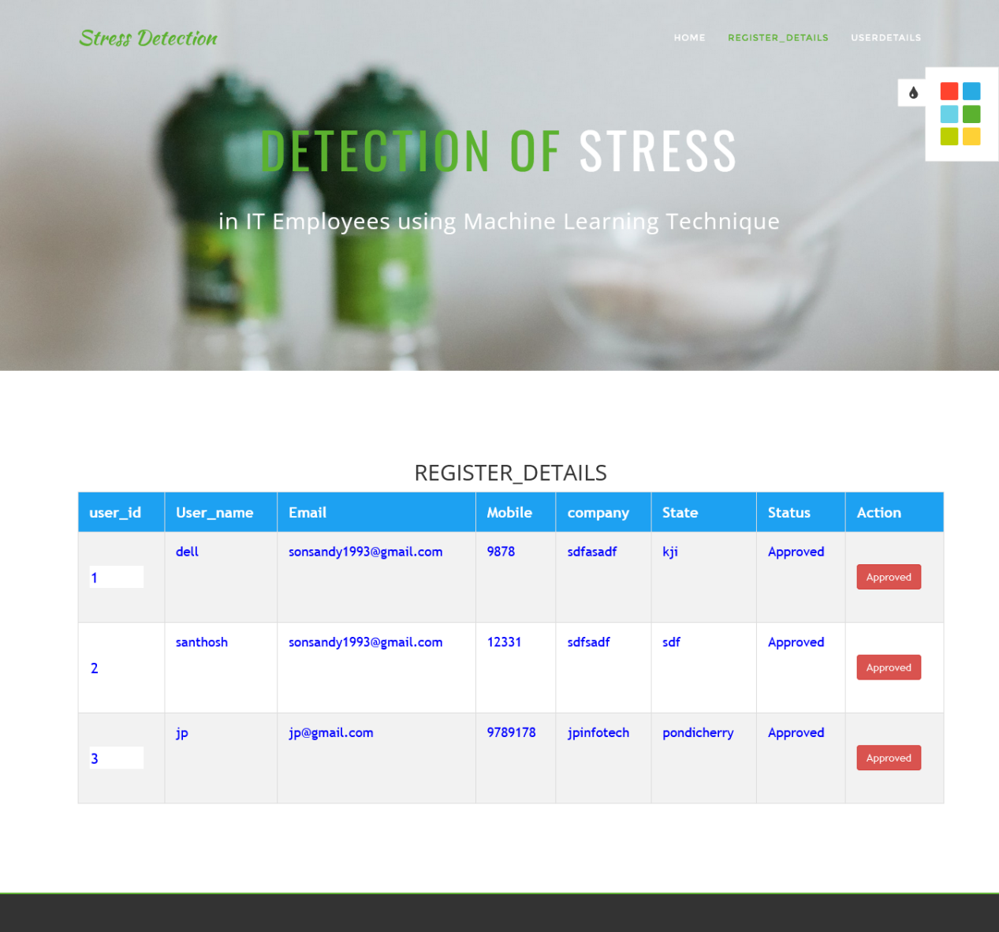 Stress Detection
HOME REGISTER_DETAILS USERDETAILS
DETECTION OF STRESS
in IT Employees using Machine Learning Technique
REGISTER_DETAILS
user_id User_name Email Mobile company State Status Action
1 dell sonsandy1993@gmail.com 9878 sdfasadf kji Approved Approved
2 santhosh sonsandy1993@gmail.com 12331 sdfsadf sdf Approved Approved
3 jp jp@gmail.com 9789178 jpinfotech pondicherry Approved Approved